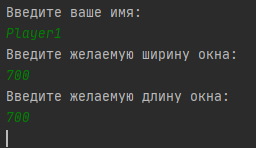 Введите ваше имя:
Player1
Введите желаемую ширину окна:
700
Введите желаемую длину окна:
700